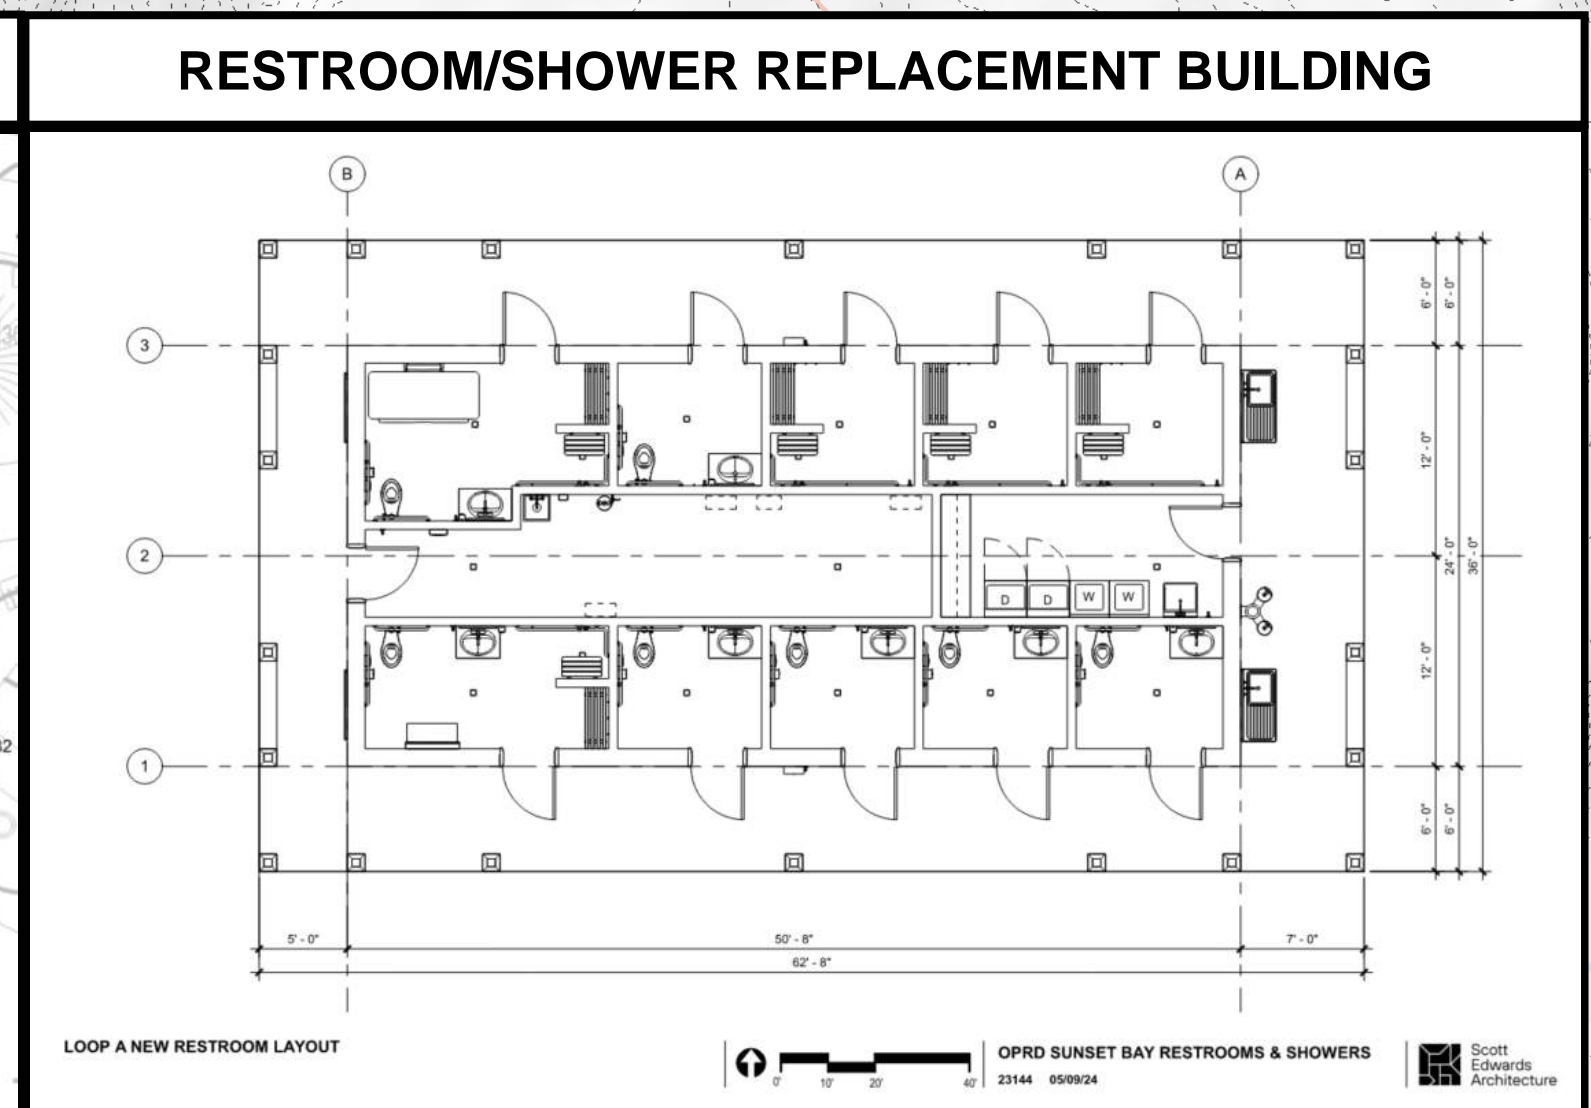 RESTROOM/SHOWER REPLACEMENT BUILDING
B
A
3
2
1
6' - 0"
6' - 0"
12' - 0"
24' - 0"
36' - 0"
12' - 0"
6' - 0"
6' - 0"
D
D
W
W
5' - 0"
50' - 8"
7' - 0"
62' - 8"
LOOP A NEW RESTROOM LAYOUT
0'
10'
20'
40'
OPRD SUNSET BAY RESTROOMS & SHOWERS
23144 05/09/24
Scott
Edwards
Architecture